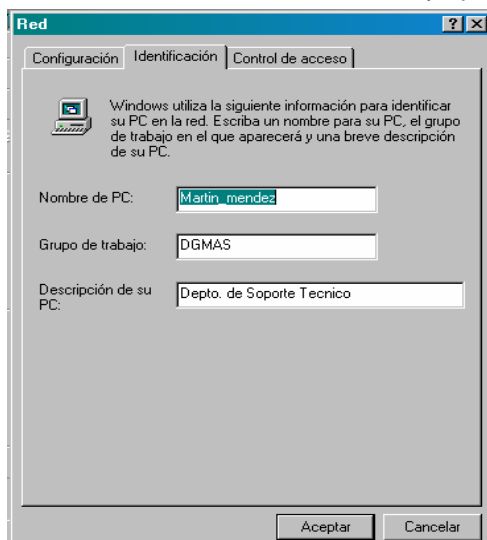 Red
Configuración Identificación Control de acceso
Windows utiliza la siguiente información para identificar
su PC en la red. Escriba un nombre para su PC, el grupo
de trabajo en el que aparecerá y una breve descripción
de su PC.
Nombre de PC: Martin_mendez
Grupo de trabajo: DGMAS
Descripción de su PC: Depto. de Soporte Tecnico
Aceptar Cancelar